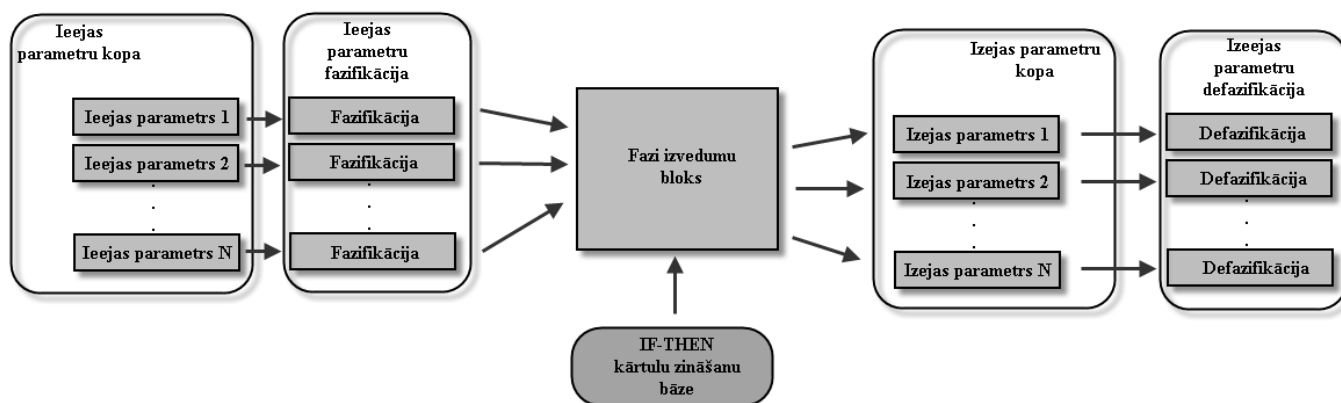 Ieejas
parametru kopa
Ieejas parametrs 1
Ieejas parametrs 2
.
.
Ieejas parametrs N
Ieejas
parametru
fazifikācija
Fazifikācija
Fazifikācija
.
.
Fazifikācija
Fazi izvedumu
bloks
IF-THEN
kārtulu zināšanu
bāze
Izejas parametru
kopa
Izejas parametrs 1
Izejas parametrs 2
.
.
Izejas parametrs N
Izeejas
parametru
defazifikācija
Defazifikācija
Defazifikācija
.
.
Defazifikācija